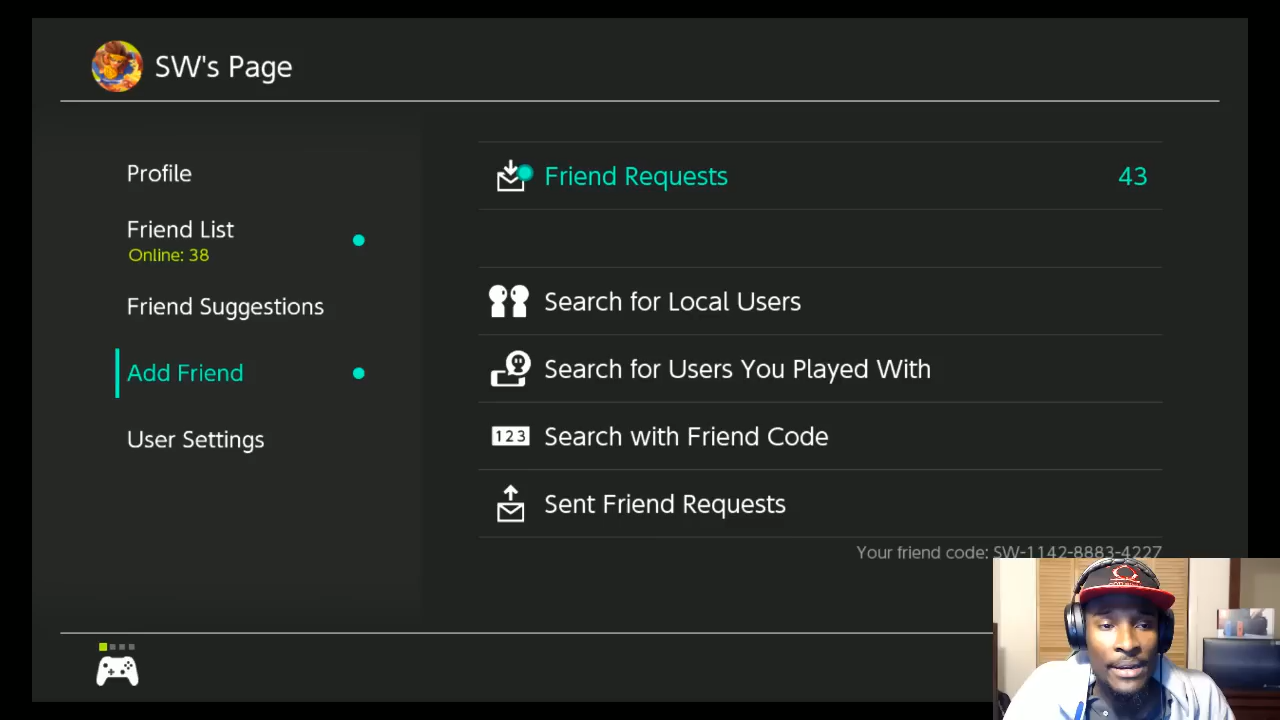 SW's Page
Profile
Friend List
Online: 38
Friend Suggestions
Add Friend
User Settings
Friend Requests 43
Search for Local Users
Search for Users You Played With
123 Search with Friend Code
Sent Friend Requests
Your friend code: SW-1142-8883-4227